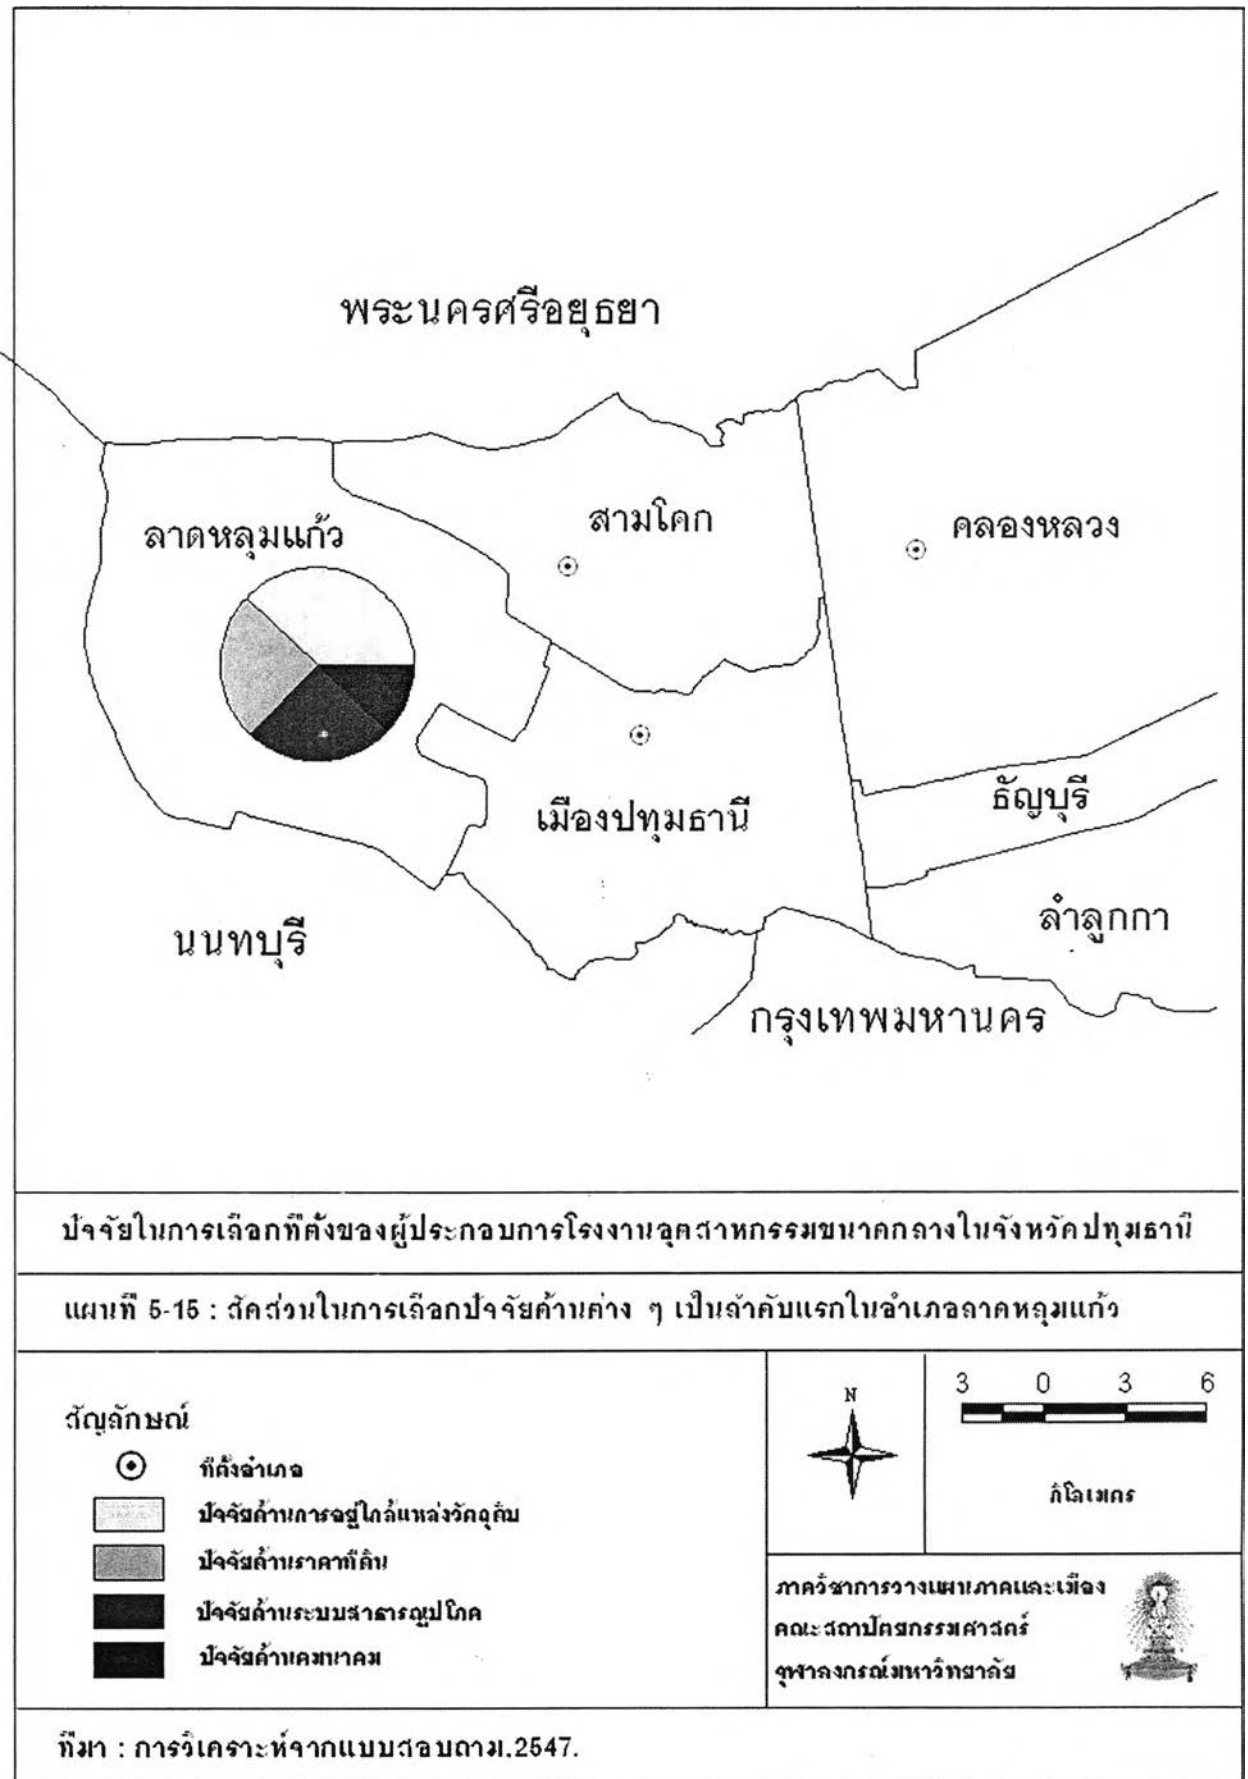 พระนครศรีอยุธยา
สามโคก
คลองหลวง
ลาดหลุมแก้ว
ธัญบุรี
เมืองปทุมธานี
ลำลูกกา
นนทบุรี
กรุงเทพมหานคร
ปัจจัยในการเลือกที่ตั้งของผู้ประกอบการโรงงานอุตสาหกรรมขนาดกลางในจังหวัดปทุมธานี
แผนที่ 5-15 : สัดส่วนในการเลือกปัจจัยด้านต่าง ๆ เป็นลำดับแรกในอำเภอลาดหลุมแก้ว
สัญลักษณ์
ที่ตั้งอำเภอ
ปัจจัยด้านการอยู่ใกล้แหล่งวัตถุดิบ
ปัจจัยด้านราคาที่ดิน
ปัจจัยด้านระบบสาธารณูปโภค
ปัจจัยด้านคมนาคม
N
3 0 3 6
กิโลเมตร
ภาควิชาการวางแผนภาคและเมือง
คณะสถาปัตยกรรมศาสตร์
จุฬาลงกรณ์มหาวิทยาลัย
ที่มา : การวิเคราะห์จากแบบสอบถาม,2547.